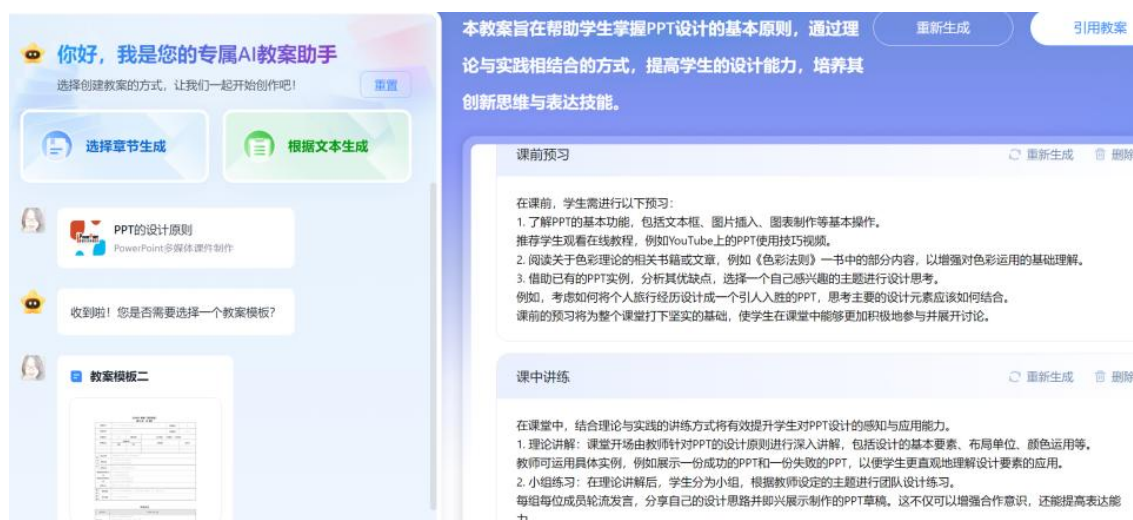 你好，我是您的专属AI教案助手
选择创建教案的方式，让我们一起开始创作吧！
重置
选择章节生成
根据文本生成
PPT的设计原则
PowerPoint多媒体课件制作
收到啦！您是否需要选择一个教案模板？
教案模板二
本教案旨在帮助学生掌握PPT设计的基本原则，通过理
论与实践相结合的方式，提高学生的设计能力，培养其
创新思维与表达技能。
重新生成
引用教案
课前预习
重新生成
删除
在课前，学生需进行以下预习：
1. 了解PPT的基本功能，包括文本框、图片插入、图表制作等基本操作。
推荐学生观看在线教程，例如YouTube上的PPT使用技巧视频。
2. 阅读关于色彩理论的相关书籍或文章，例如《色彩法则》一书中的部分内容，以增强对色彩运用的基础理解。
3. 借助已有的PPT实例，分析其优缺点，选择一个自己感兴趣的主题进行设计思考。
例如，考虑如何将个人旅行经历设计成一个引人入胜的PPT，思考主要的设计元素应该如何结合。
课前的预习将为整个课堂打下坚实的基础，使学生在课堂中能够更加积极地参与并展开讨论。
课中讲练
重新生成
删除
在课堂中，结合理论与实践的讲练方式将有效提升学生对PPT设计的感知与应用能力。
1. 理论讲解：课堂开场由教师针对PPT的设计原则进行深入讲解，包括设计的基本要素、布局单位、颜色运用等。
教师可运用具体实例，例如展示一份成功的PPT和一份失败的PPT，以便学生更直观地理解设计要素的应用。
2. 小组练习：在理论讲解后，学生分为小组，根据教师设定的主题进行团队设计练习。
每组每位成员轮流发言，分享自己的设计思路并即兴展示制作的PPT草稿。这不仅可以增强合作意识，还能提高表达能